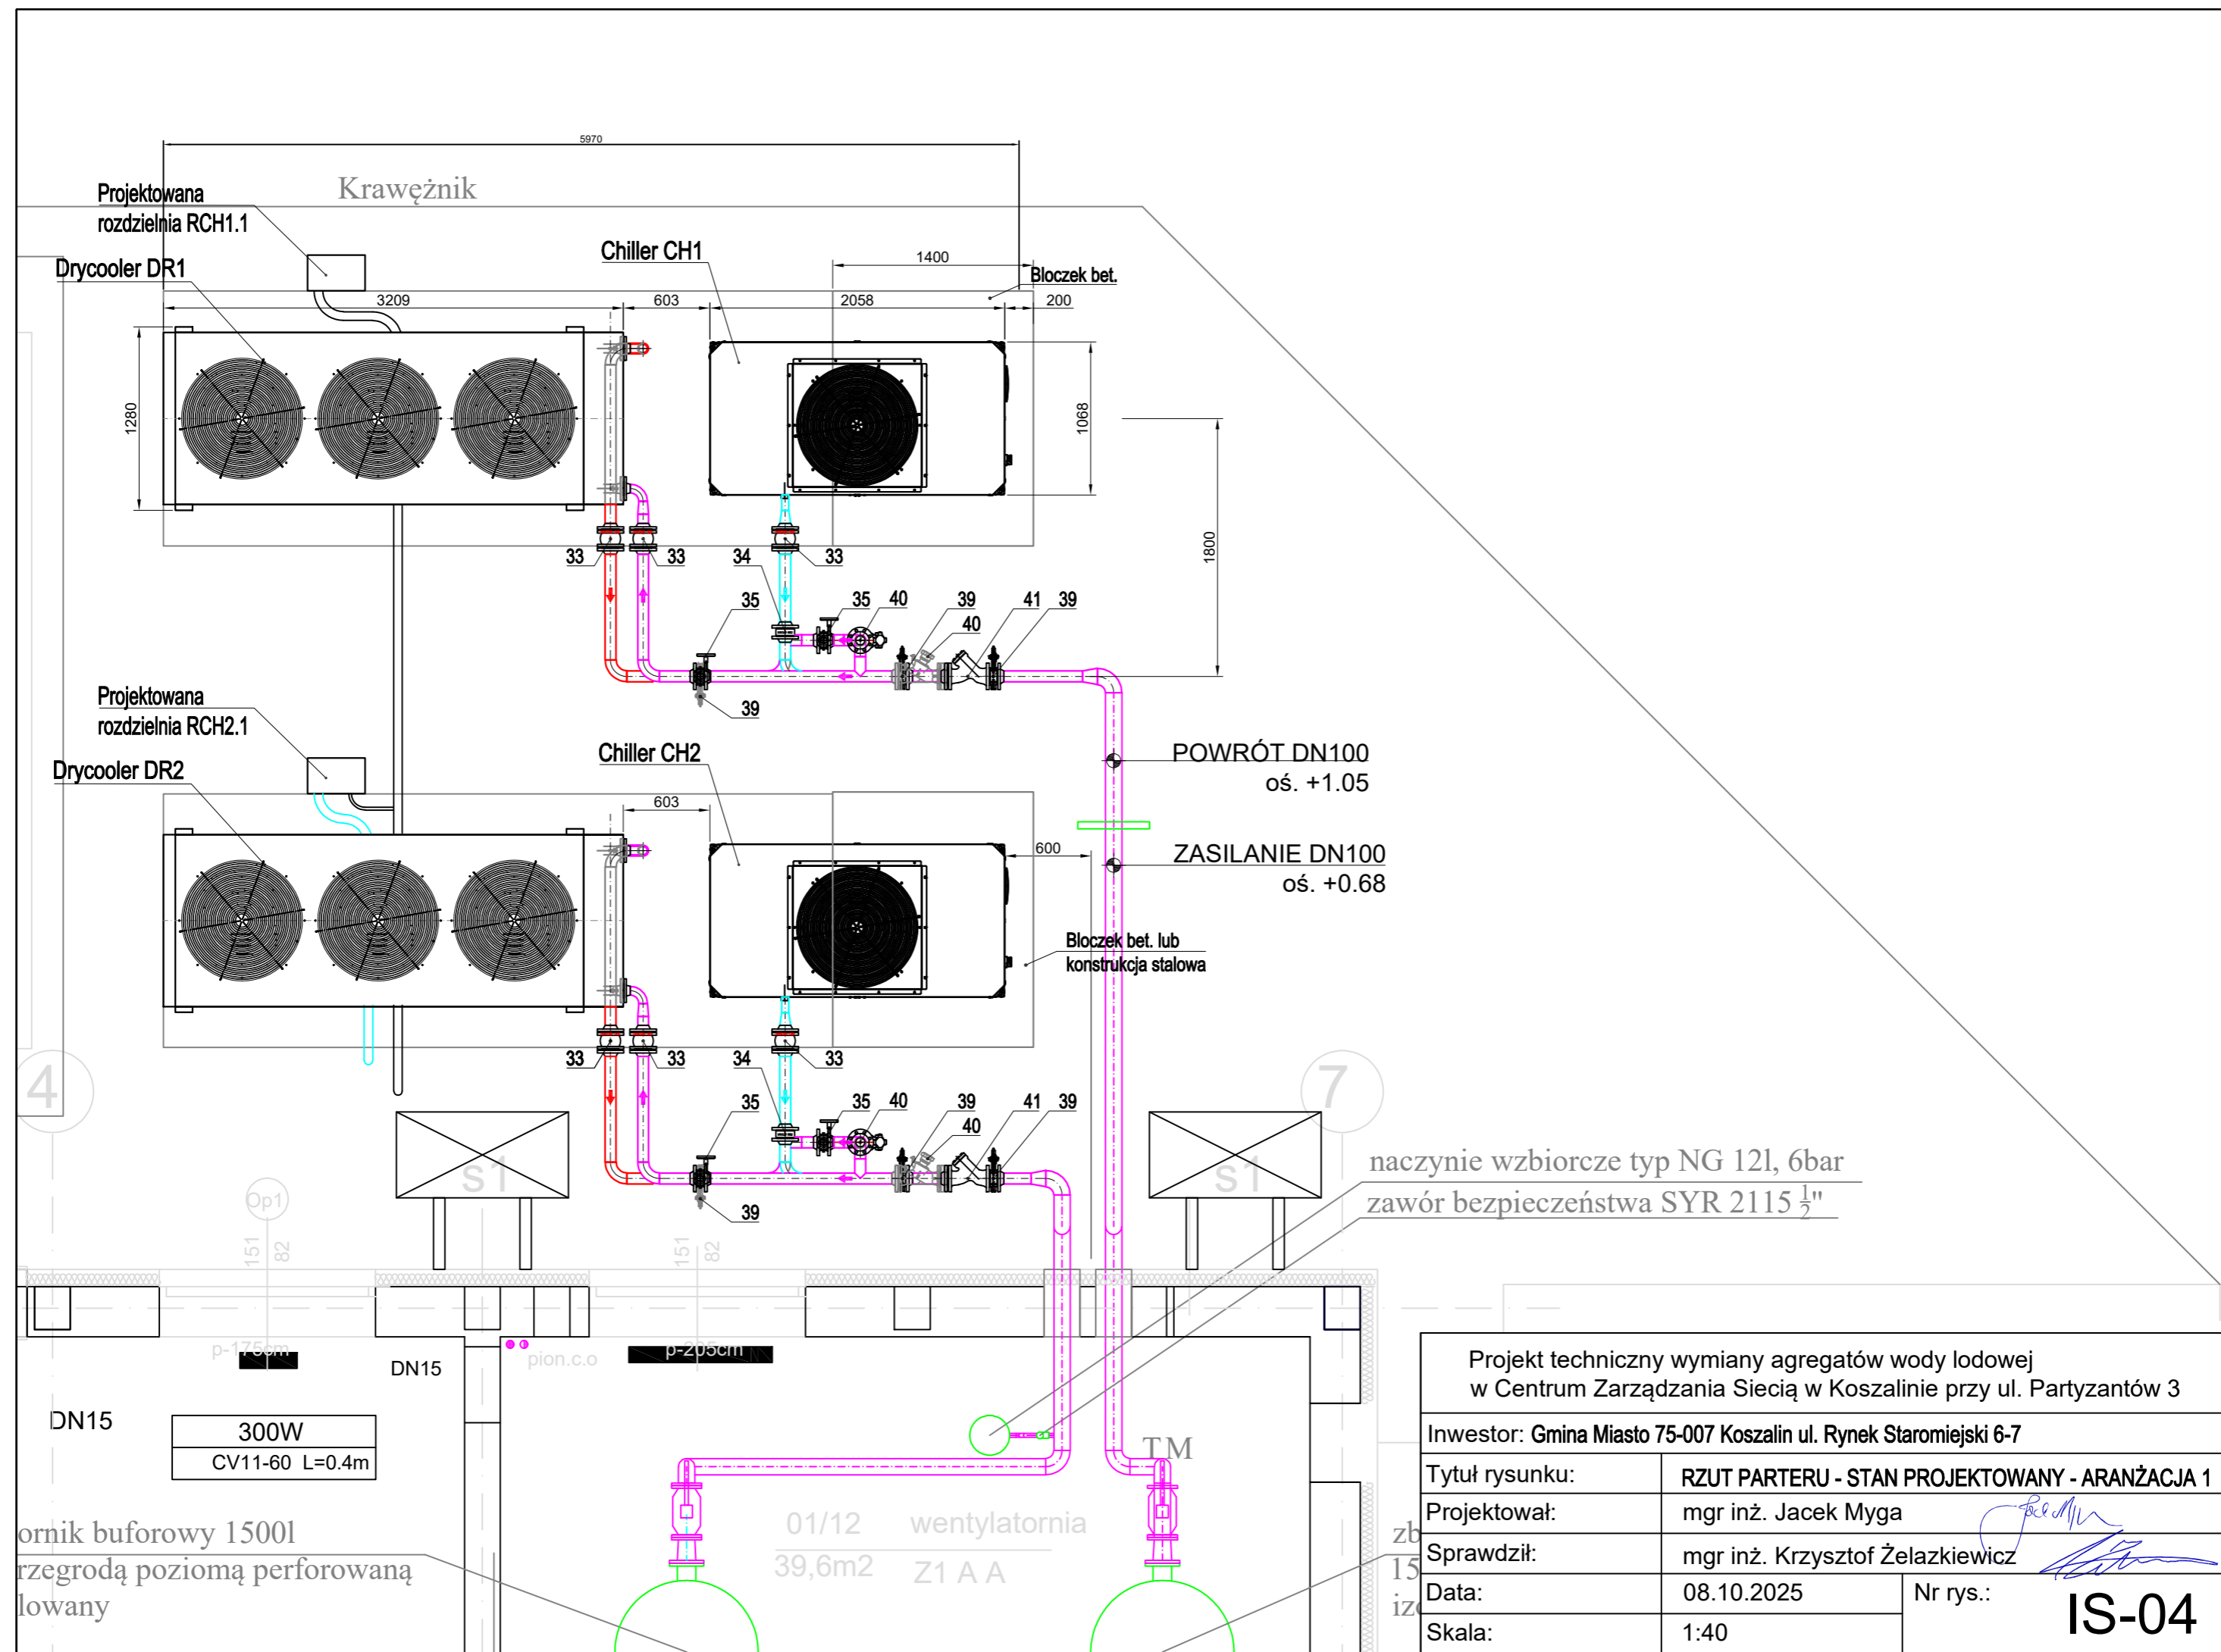 5970
Krawężnik
Projektowana
rozdzielnia RCH1.1
Drycooler DR1
Chiller CH1
1400
Bloczek bet.
3209
603
2058
200
1280
1068
1800
33
33
34
33
35
35
40
39
40
41
39
39
Projektowana
rozdzielnia RCH2.1
Drycooler DR2
Chiller CH2
603
POWRÓT DN100
oś. +1.05
ZASILANIE DN100
oś. +0.68
600
Bloczek bet. lub
konstrukcja stalowa
33
33
34
33
35
35
40
39
40
41
39
39
4
7
s1
s1
Op1
151
82
151
82
naczynie wzbiorcze typ NG 12l, 6bar
zawór bezpieczeństwa SYR 2115 ½"
p-175cm
DN15
pion.c.o
p-205cm
DN15
300W
CV11-60 L=0.4m
TM
01/12 wentylatornia
39,6m2 Z1 A A
ornik buforowy 1500l
rzegrodą poziomą perforowaną
lowany
zb
15
Projekt techniczny wymiany agregatów wody lodowej
w Centrum Zarządzania Siecią w Koszalinie przy ul. Partyzantów 3
Inwestor: Gmina Miasto 75-007 Koszalin ul. Rynek Staromiejski 6-7
Tytuł rysunku: RZUT PARTERU - STAN PROJEKTOWANY - ARANŻACJA 1
Projektował: mgr inż. Jacek Myga
Sprawdził: mgr inż. Krzysztof Żelazkiewicz
Data: 08.10.2025 Nr rys.: IS-04
Skala: 1:40